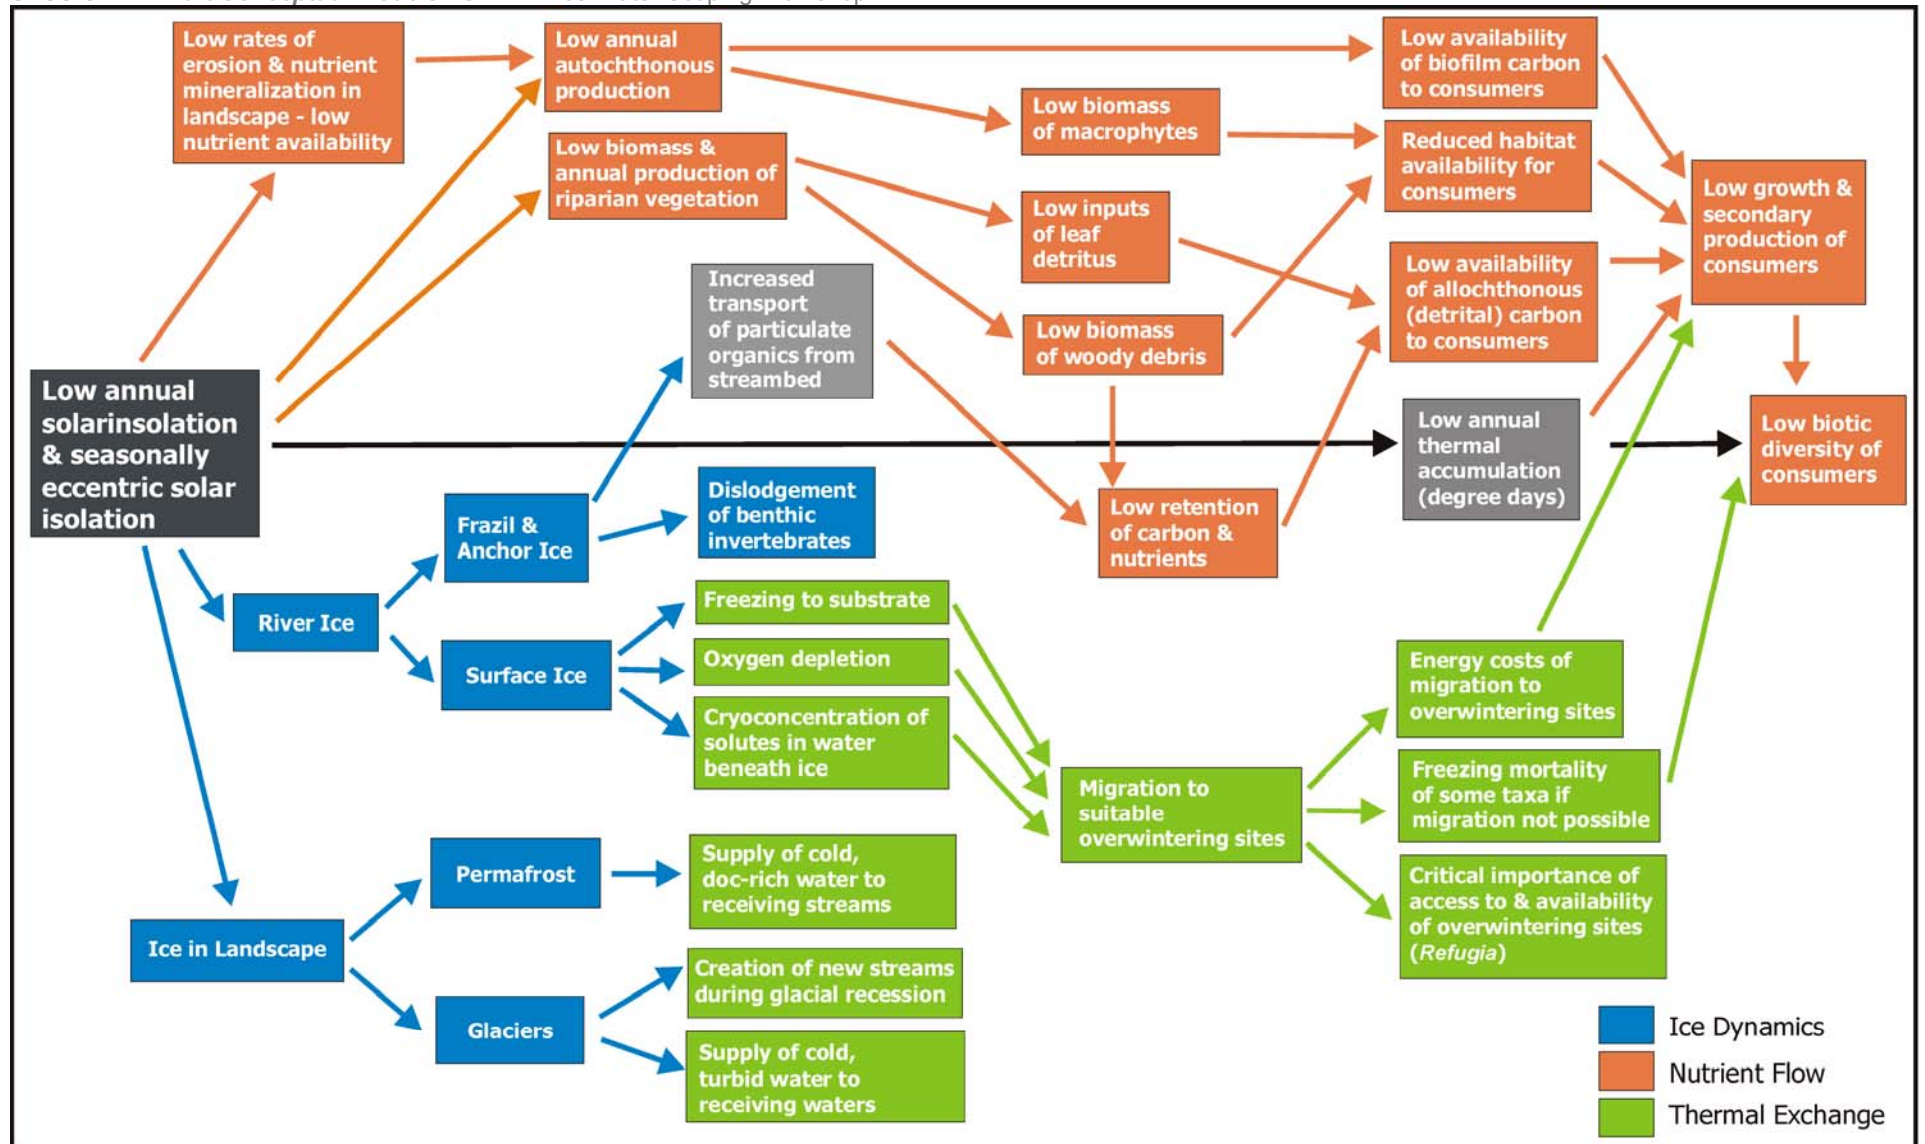 Low rates of
erosion & nutrient
mineralization in
landscape - low
nutrient availability
Low annual
autochthonous
production
Low availability
of biofilm carbon
to consumers
Low biomass
of macrophytes
Reduced habitat
availability for
consumers
Low biomass &
annual production of
riparian vegetation
Low growth &
secondary
production of
consumers
Low inputs
of leaf
detritus
Low availability
of allochthonous
(detrital) carbon
to consumers
Increased
transport
of particulate
organics from
streambed
Low biomass
of woody debris
Low annual
solarinsolation
& seasonally
eccentric solar
isolation
Low annual
thermal
accumulation
(degree days)
Low biotic
diversity of
consumers
Frazil &
Anchor Ice
Dislodgement
of benthic
invertebrates
Low retention
of carbon &
nutrients
River Ice
Freezing to substrate
Surface Ice
Oxygen depletion
Cryoconcentration of
solutes in water
beneath ice
Energy costs of
migration to
overwintering sites
Migration to
suitable
overwintering sites
Freezing mortality
of some taxa if
migration not possible
Permafrost
Supply of cold,
doc-rich water to
receiving streams
Critical importance of
access to & availability
of overwintering sites
(Refugia)
Ice in Landscape
Creation of new streams
during glacial recession
Glaciers
Supply of cold,
turbid water to
receiving waters
Ice Dynamics
Nutrient Flow
Thermal Exchange